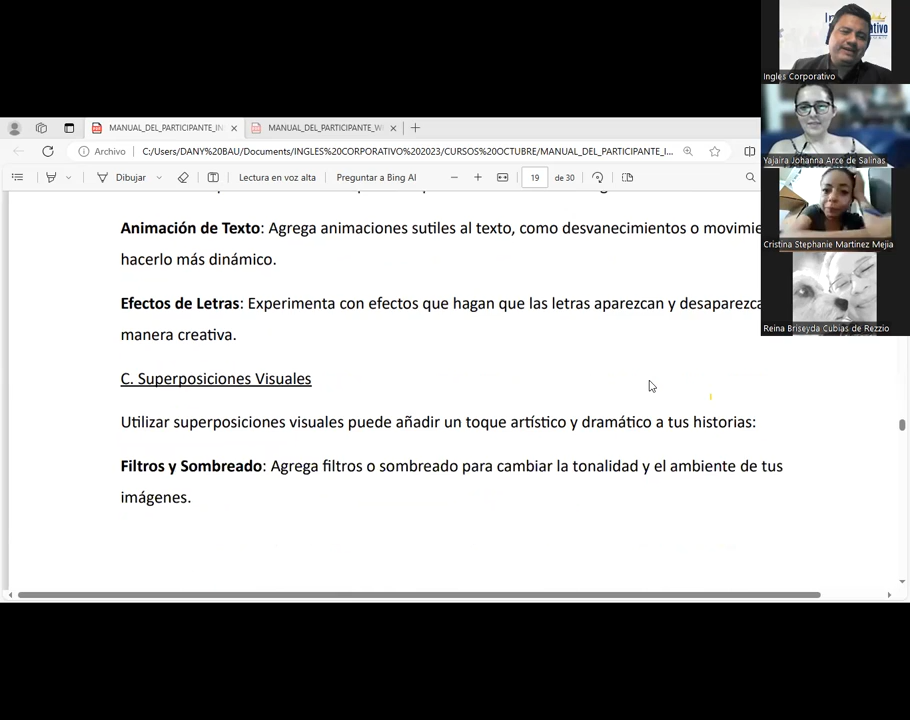 Ingles Corporativo
Yajaira Johanna Arce de Salinas
Cristina Stephanie Martinez Mejia
Reina Briseyda Cubias de Rezzio
MANUAL_DEL_PARTICIPANTE_IN
MANUAL_DEL_PARTICIPANTE_W
Archivo
C:/Users/DANY%20BAU/Documents/INGLES%20CORPORATIVO%202023/CURSOS%20OCTUBRE/MANUAL_DEL_PARTICIPANTE_I...
Dibujar
Lectura en voz alta
Preguntar a Bing AI
19
de 30
Animación de Texto: Agrega animaciones sutiles al texto, como desvanecimientos o movimie
hacerlo más dinámico.
Efectos de Letras: Experimenta con efectos que hagan que las letras aparezcan y desaparezca
manera creativa.
C. Superposiciones Visuales
Utilizar superposiciones visuales puede añadir un toque artístico y dramático a tus historias:
Filtros y Sombreado: Agrega filtros o sombreado para cambiar la tonalidad y el ambiente de tus
imágenes.